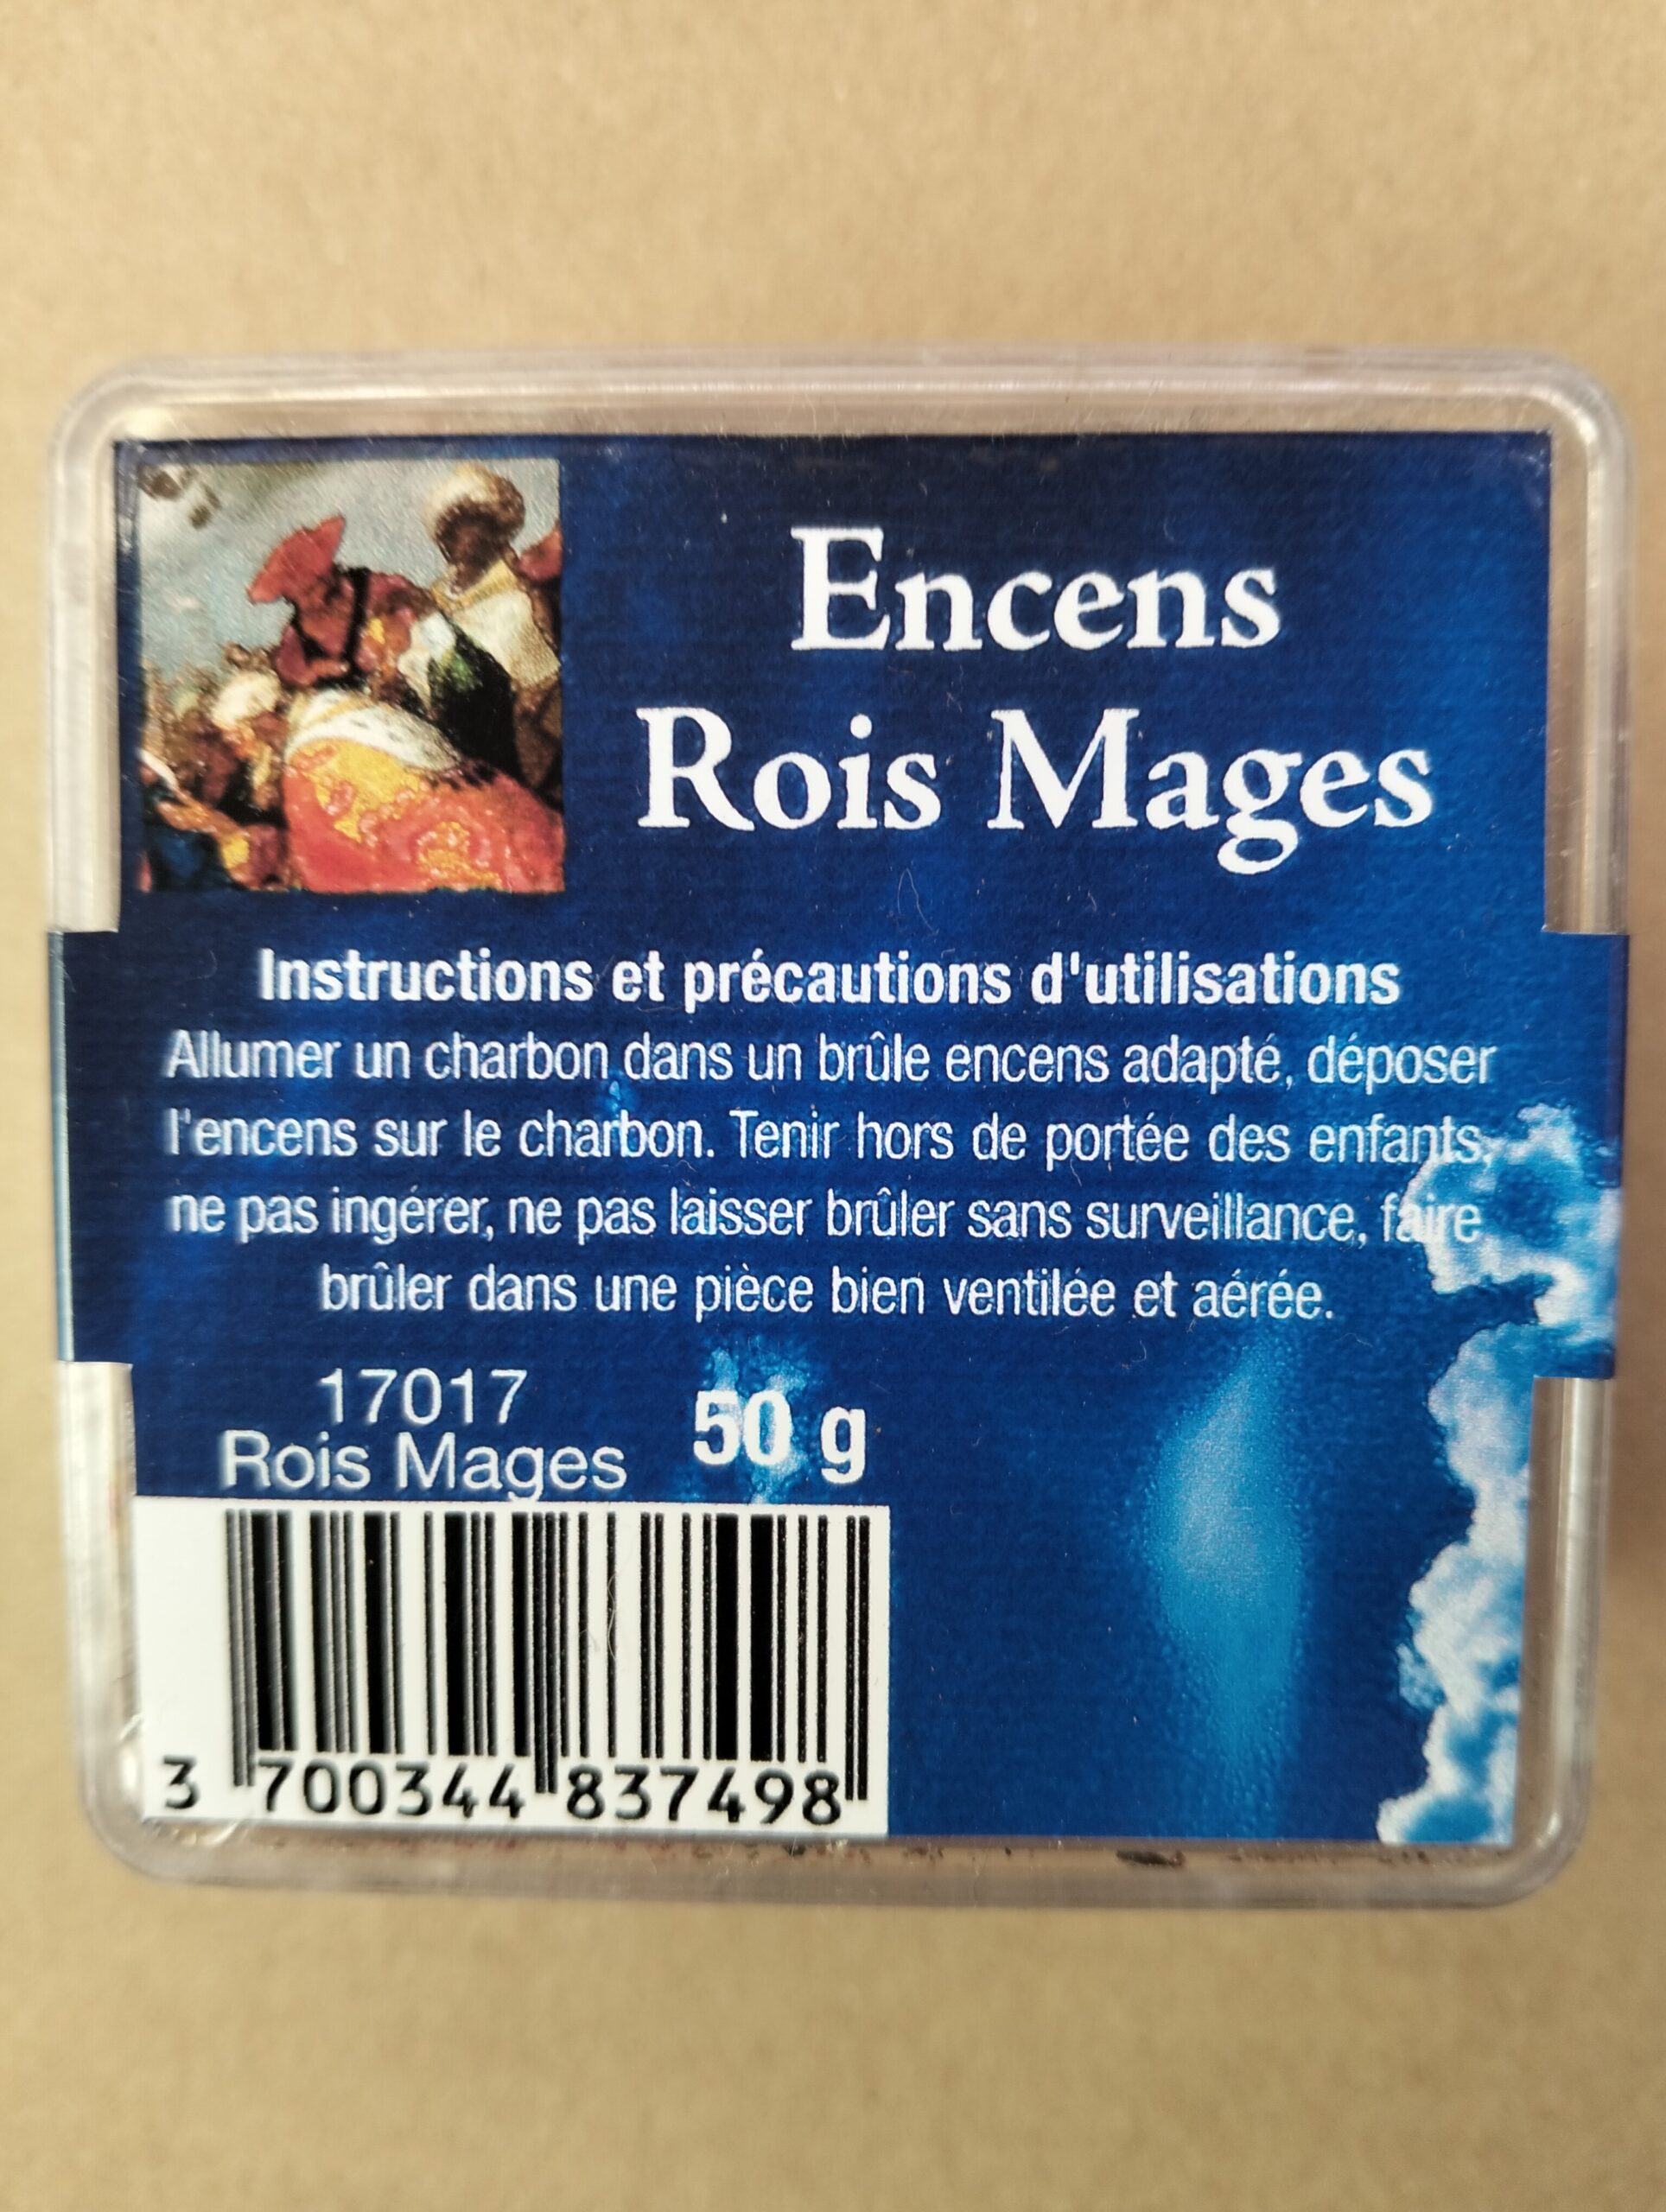 Encens
Rois Mages
Instructions et précautions d'utilisations
Allumer un charbon dans un brûle encens adapté, déposer
l'encens sur le charbon. Tenir hors de portée des enfants,
ne pas ingérer, ne pas laisser brûler sans surveillance, faire
brûler dans une pièce bien ventilée et aérée.
17017
Rois Mages
50 g
3 700344 837498